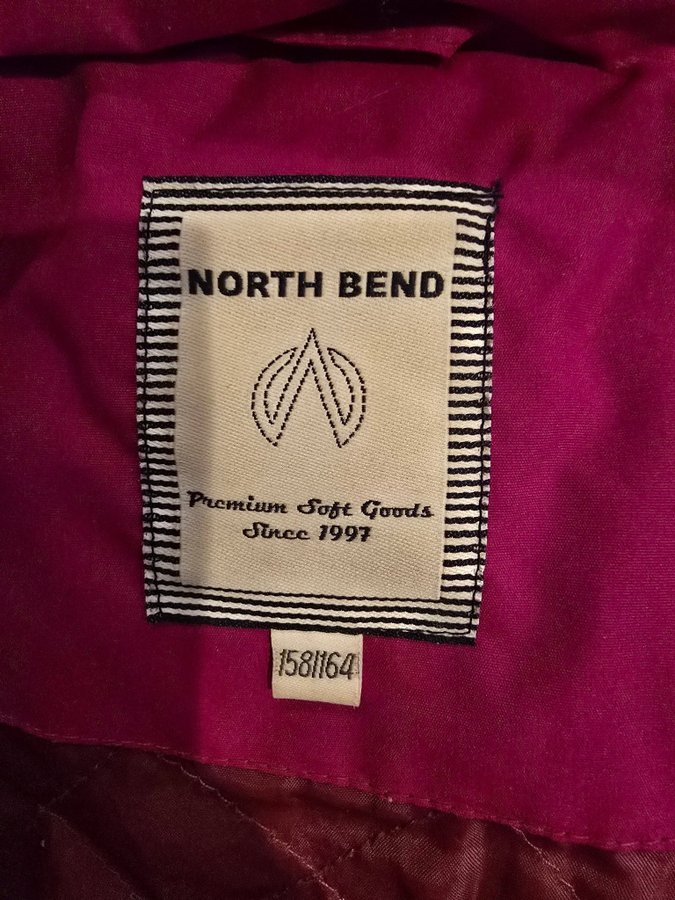 NORTH BEND
Premium Soft Goods
Since 1997
158/164